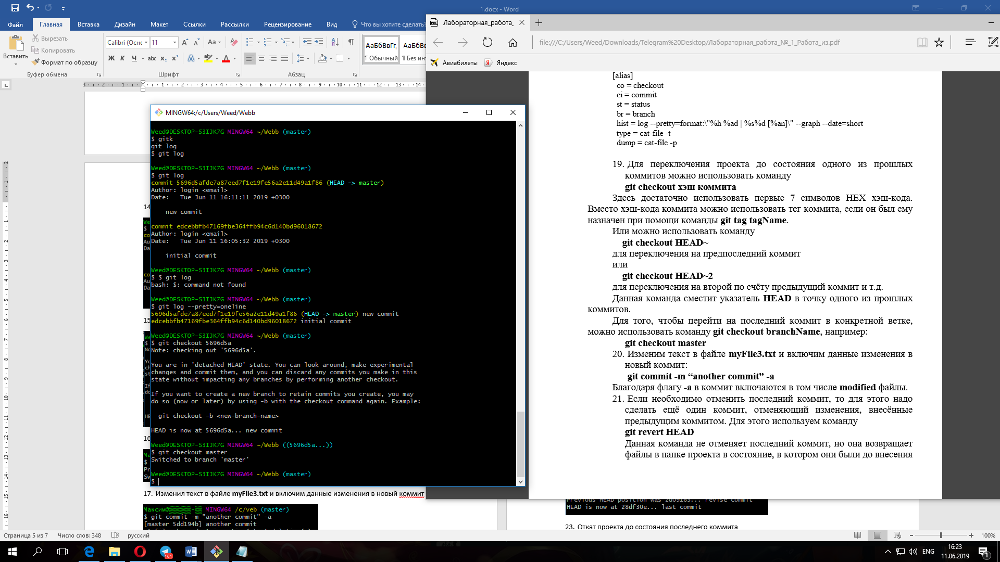 1.docx - Word
Файл Главная Вставка Дизайн Макет Ссылки Рассылки Рецензирование Вид Что вы хотите сделать?
Вставить
Вырезать
Копировать
Формат по образцу
Буфер обмена
Calibri (Оснс 11
Ж К Ч abc x₂ x²
Шрифт
Абзац
АаБбВвГг, АаБбВ
¶ Обычный ¶ Без инт
Лабораторная_работа_
file:///C:/Users/Weed/Downloads/Telegram%20Desktop/Лабораторная_работа_№_1_Работа_из.pdf
Авиабилеты Яндекс
MINGW64:/c/Users/Weed/Webb
Weed@DESKTOP-S3IJK7G MINGW64 ~/Webb (master)
$ gitk
git log
$ git log
Weed@DESKTOP-S3IJK7G MINGW64 ~/Webb (master)
$ git log
commit 5696d5afde7a87eed7f1e19fe56a2e11d49a1f86 (HEAD -> master)
Author: login <email>
Date:   Tue Jun 11 16:11:11 2019 +0300
new commit
commit edcebbfb47169fbe364ffb94c6d140bd96018672
Author: login <email>
Date:   Tue Jun 11 16:05:32 2019 +0300
initial commit
Weed@DESKTOP-S3IJK7G MINGW64 ~/Webb (master)
$ $ git log
bash: $: command not found
Weed@DESKTOP-S3IJK7G MINGW64 ~/Webb (master)
$ git log --pretty=oneline
5696d5afde7a87eed7f1e19fe56a2e11d49a1f86 (HEAD -> master) new commit
edcebbfb47169fbe364ffb94c6d140bd96018672 initial commit
Weed@DESKTOP-S3IJK7G MINGW64 ~/Webb (master)
$ git checkout 5696d5a
Note: checking out '5696d5a'.
You are in 'detached HEAD' state. You can look around, make experimental
changes and commit them, and you can discard any commits you make in this
state without impacting any branches by performing another checkout.
If you want to create a new branch to retain commits you create, you may
do so (now or later) by using -b with the checkout command again. Example:
git checkout -b <new-branch-name>
HEAD is now at 5696d5a... new commit
Weed@DESKTOP-S3IJK7G MINGW64 ~/Webb ((5696d5a...))
$ git checkout master
Switched to branch 'master'
Weed@DESKTOP-S3IJK7G MINGW64 ~/Webb (master)
$
[alias]
co = checkout
ci = commit
st = status
br = branch
hist = log --pretty=format:\"%h %ad | %s%d [%an]\" --graph --date=short
type = cat-file -t
dump = cat-file -p
19. Для переключения проекта до состояния одного из прошлых
коммитов можно использовать команду
git checkout хэш коммита
Здесь достаточно использовать первые 7 символов HEX хэш-кода.
Вместо хэш-кода коммита можно использовать тег коммита, если он был ему
назначен при помощи команды git tag tagName.
Или можно использовать команду
git checkout HEAD~
для переключения на предпоследний коммит
или
git checkout HEAD~2
для переключения на второй по счёту предыдущий коммит и т.д.
Данная команда сместит указатель HEAD в точку одного из прошлых
коммитов.
Для того, чтобы перейти на последний коммит в конкретной ветке,
можно использовать команду git checkout branchName, например:
git checkout master
20. Изменим текст в файле myFile3.txt и включим данные изменения в
новый коммит:
git commit -m “another commit” -a
Благодаря флагу -a в коммит включаются в том числе modified файлы.
21. Если необходимо отменить последний коммит, то для этого надо
сделать ещё один коммит, отменяющий изменения, внесённые
предыдущим коммитом. Для этого используем команду
git revert HEAD
Данная команда не отменяет последний коммит, но она возвращает
файлы в папке проекта в состояние, в котором они были до внесения
14
15
16
17. Изменил текст в файле myFile3.txt и включим данные изменения в новый коммит
Максим@ MINGW64 /c/veb (master)
$ git commit -m "another commit" -a
[master 5dd194b] another commit
Previous HEAD position was 2d09163... revise commit
HEAD is now at 28df30e... last commit
23. Откат проекта до состояния последнего коммита
Страница 5 из 7 Число слов: 348 русский 100%
161
ENG
16:23
11.06.2019
1